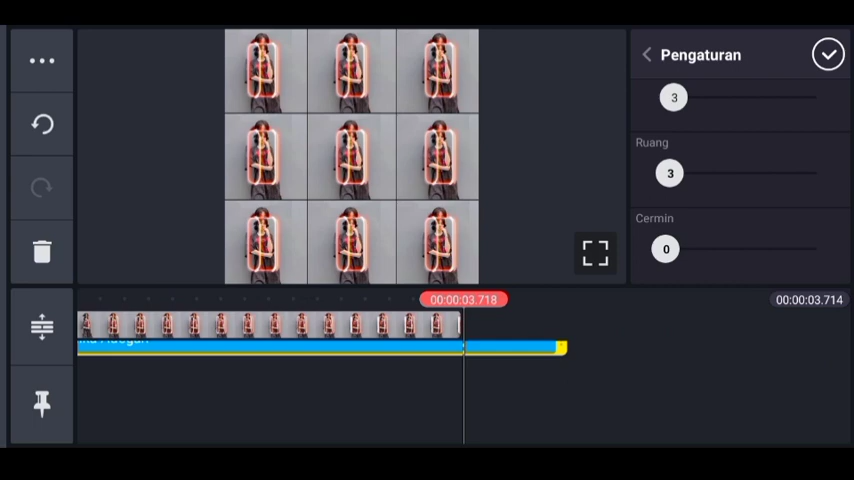 Pengaturan
3
Ruang
3
Cermin
0
00:00:03.718
00:00:03.714